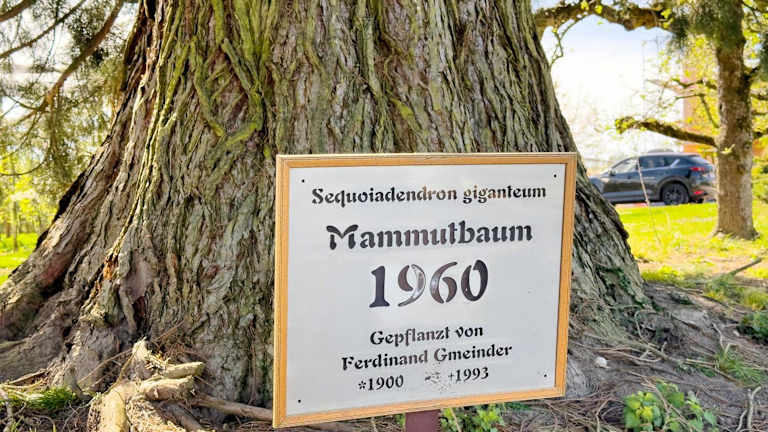 Sequoiadendron giganteum
Mammutbaum
1960
Gepflanzt von
Ferdinand Gmeinder
*1900 +1993